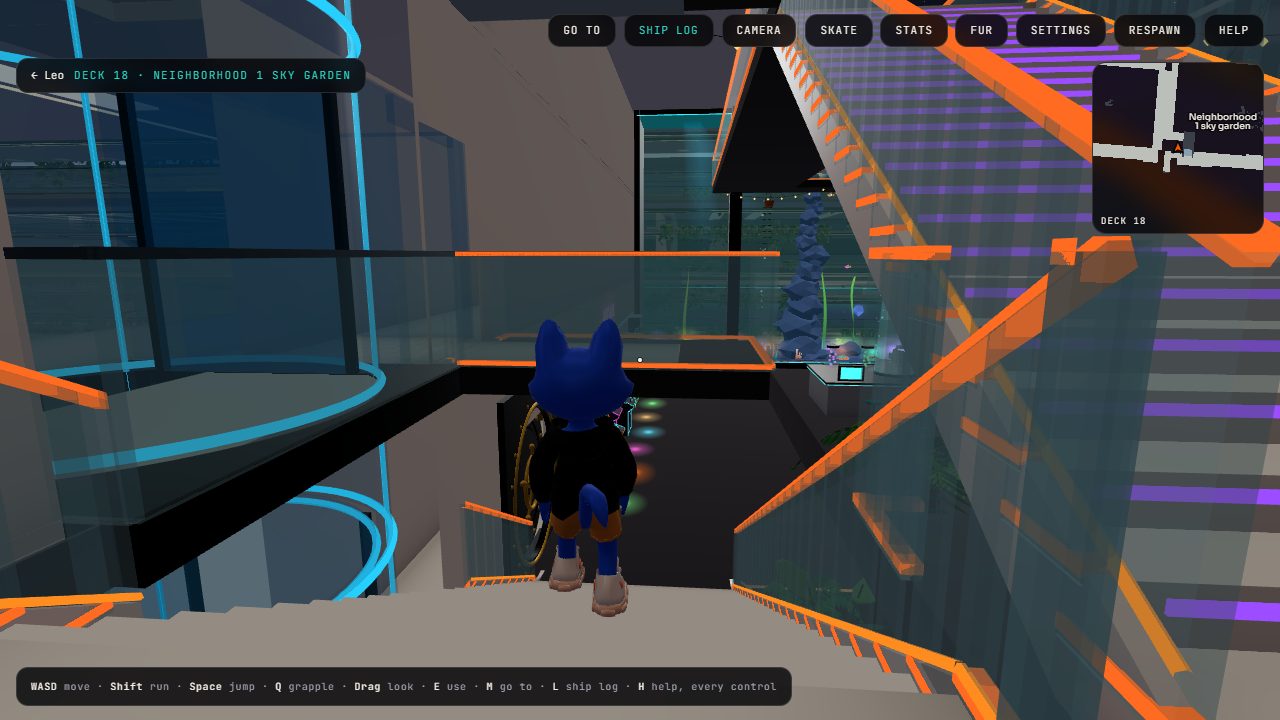 GO TO
SHIP LOG
CAMERA
SKATE
STATS
FUR
SETTINGS
RESPAWN
HELP
← Leo DECK 18 · NEIGHBORHOOD 1 SKY GARDEN
Neighborhood
1 sky garden
DECK 18
WASD move · Shift run · Space jump · Q grapple · Drag look · E use · M go to · L ship log · H help, every control